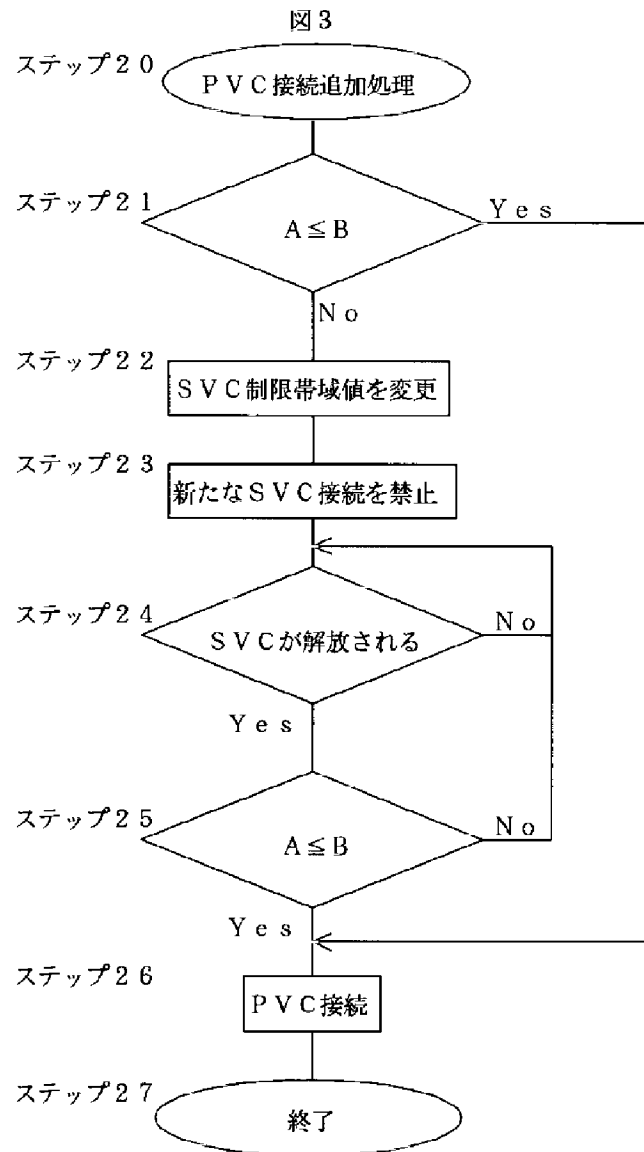 図3
ステップ20
PVC接続追加処理
ステップ21
A≦B
Yes
No
ステップ22
SVC制限帯域値を変更
ステップ23
新たなSVC接続を禁止
ステップ24
SVCが解放される
No
Yes
ステップ25
A≦B
No
Yes
ステップ26
PVC接続
ステップ27
終了